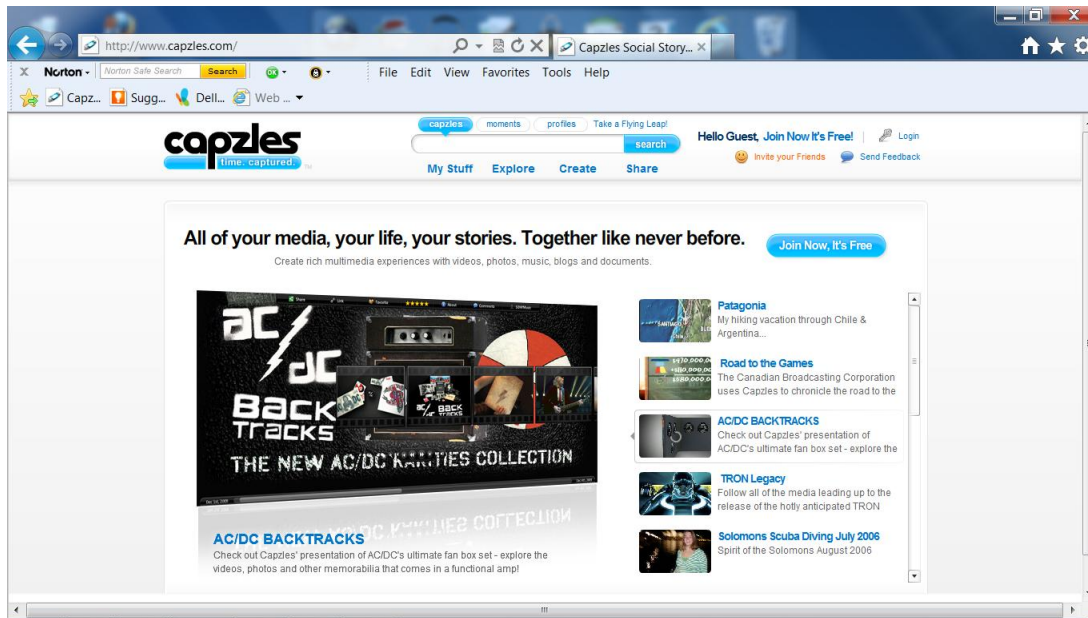 http://www.capzles.com/
Capzles Social Story...
X Norton Norton Safe Search Search
File Edit View Favorites Tools Help
Capz... Sugg... Dell... Web ...
capzles
time. captured.
capzles moments profiles Take a Flying Leap!
search
My Stuff Explore Create Share
Hello Guest, Join Now It's Free! Login
Invite your Friends Send Feedback
All of your media, your life, your stories. Together like never before.
Create rich multimedia experiences with videos, photos, music, blogs and documents.
Join Now, It's Free
AC/DC
BACK
TRACKS
THE NEW AC/DC RARITIES COLLECTION
AC/DC BACKTRACKS
Check out Capzles' presentation of AC/DC's ultimate fan box set - explore the
videos, photos and other memorabilia that comes in a functional amp!
Patagonia
My hiking vacation through Chile &
Argentina...
Road to the Games
The Canadian Broadcasting Corporation
uses Capzles to chronicle the road to the
AC/DC BACKTRACKS
Check out Capzles' presentation of
AC/DC's ultimate fan box set - explore the
TRON Legacy
Follow all of the media leading up to the
release of the hotly anticipated TRON
Solomons Scuba Diving July 2006
Spirit of the Solomons August 2006